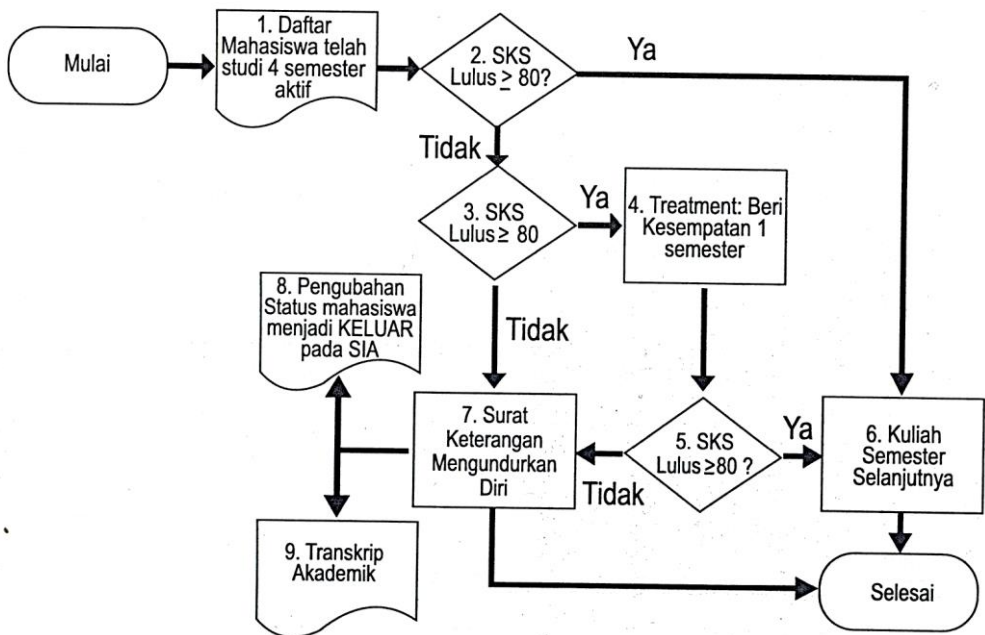 Mulai
1. Daftar
Mahasiswa telah
studi 4 semester
aktif
2. SKS
Lulus ≥ 80?
Ya
Tidak
3. SKS
Lulus ≥ 80
Ya
4. Treatment: Beri
Kesempatan 1
semester
Tidak
8. Pengubahan
Status mahasiswa
menjadi KELUAR
pada SIA
7. Surat
Keterangan
Mengundurkan
Diri
5. SKS
Lulus ≥80 ?
Ya
Tidak
6. Kuliah
Semester
Selanjutnya
9. Transkrip
Akademik
Selesai